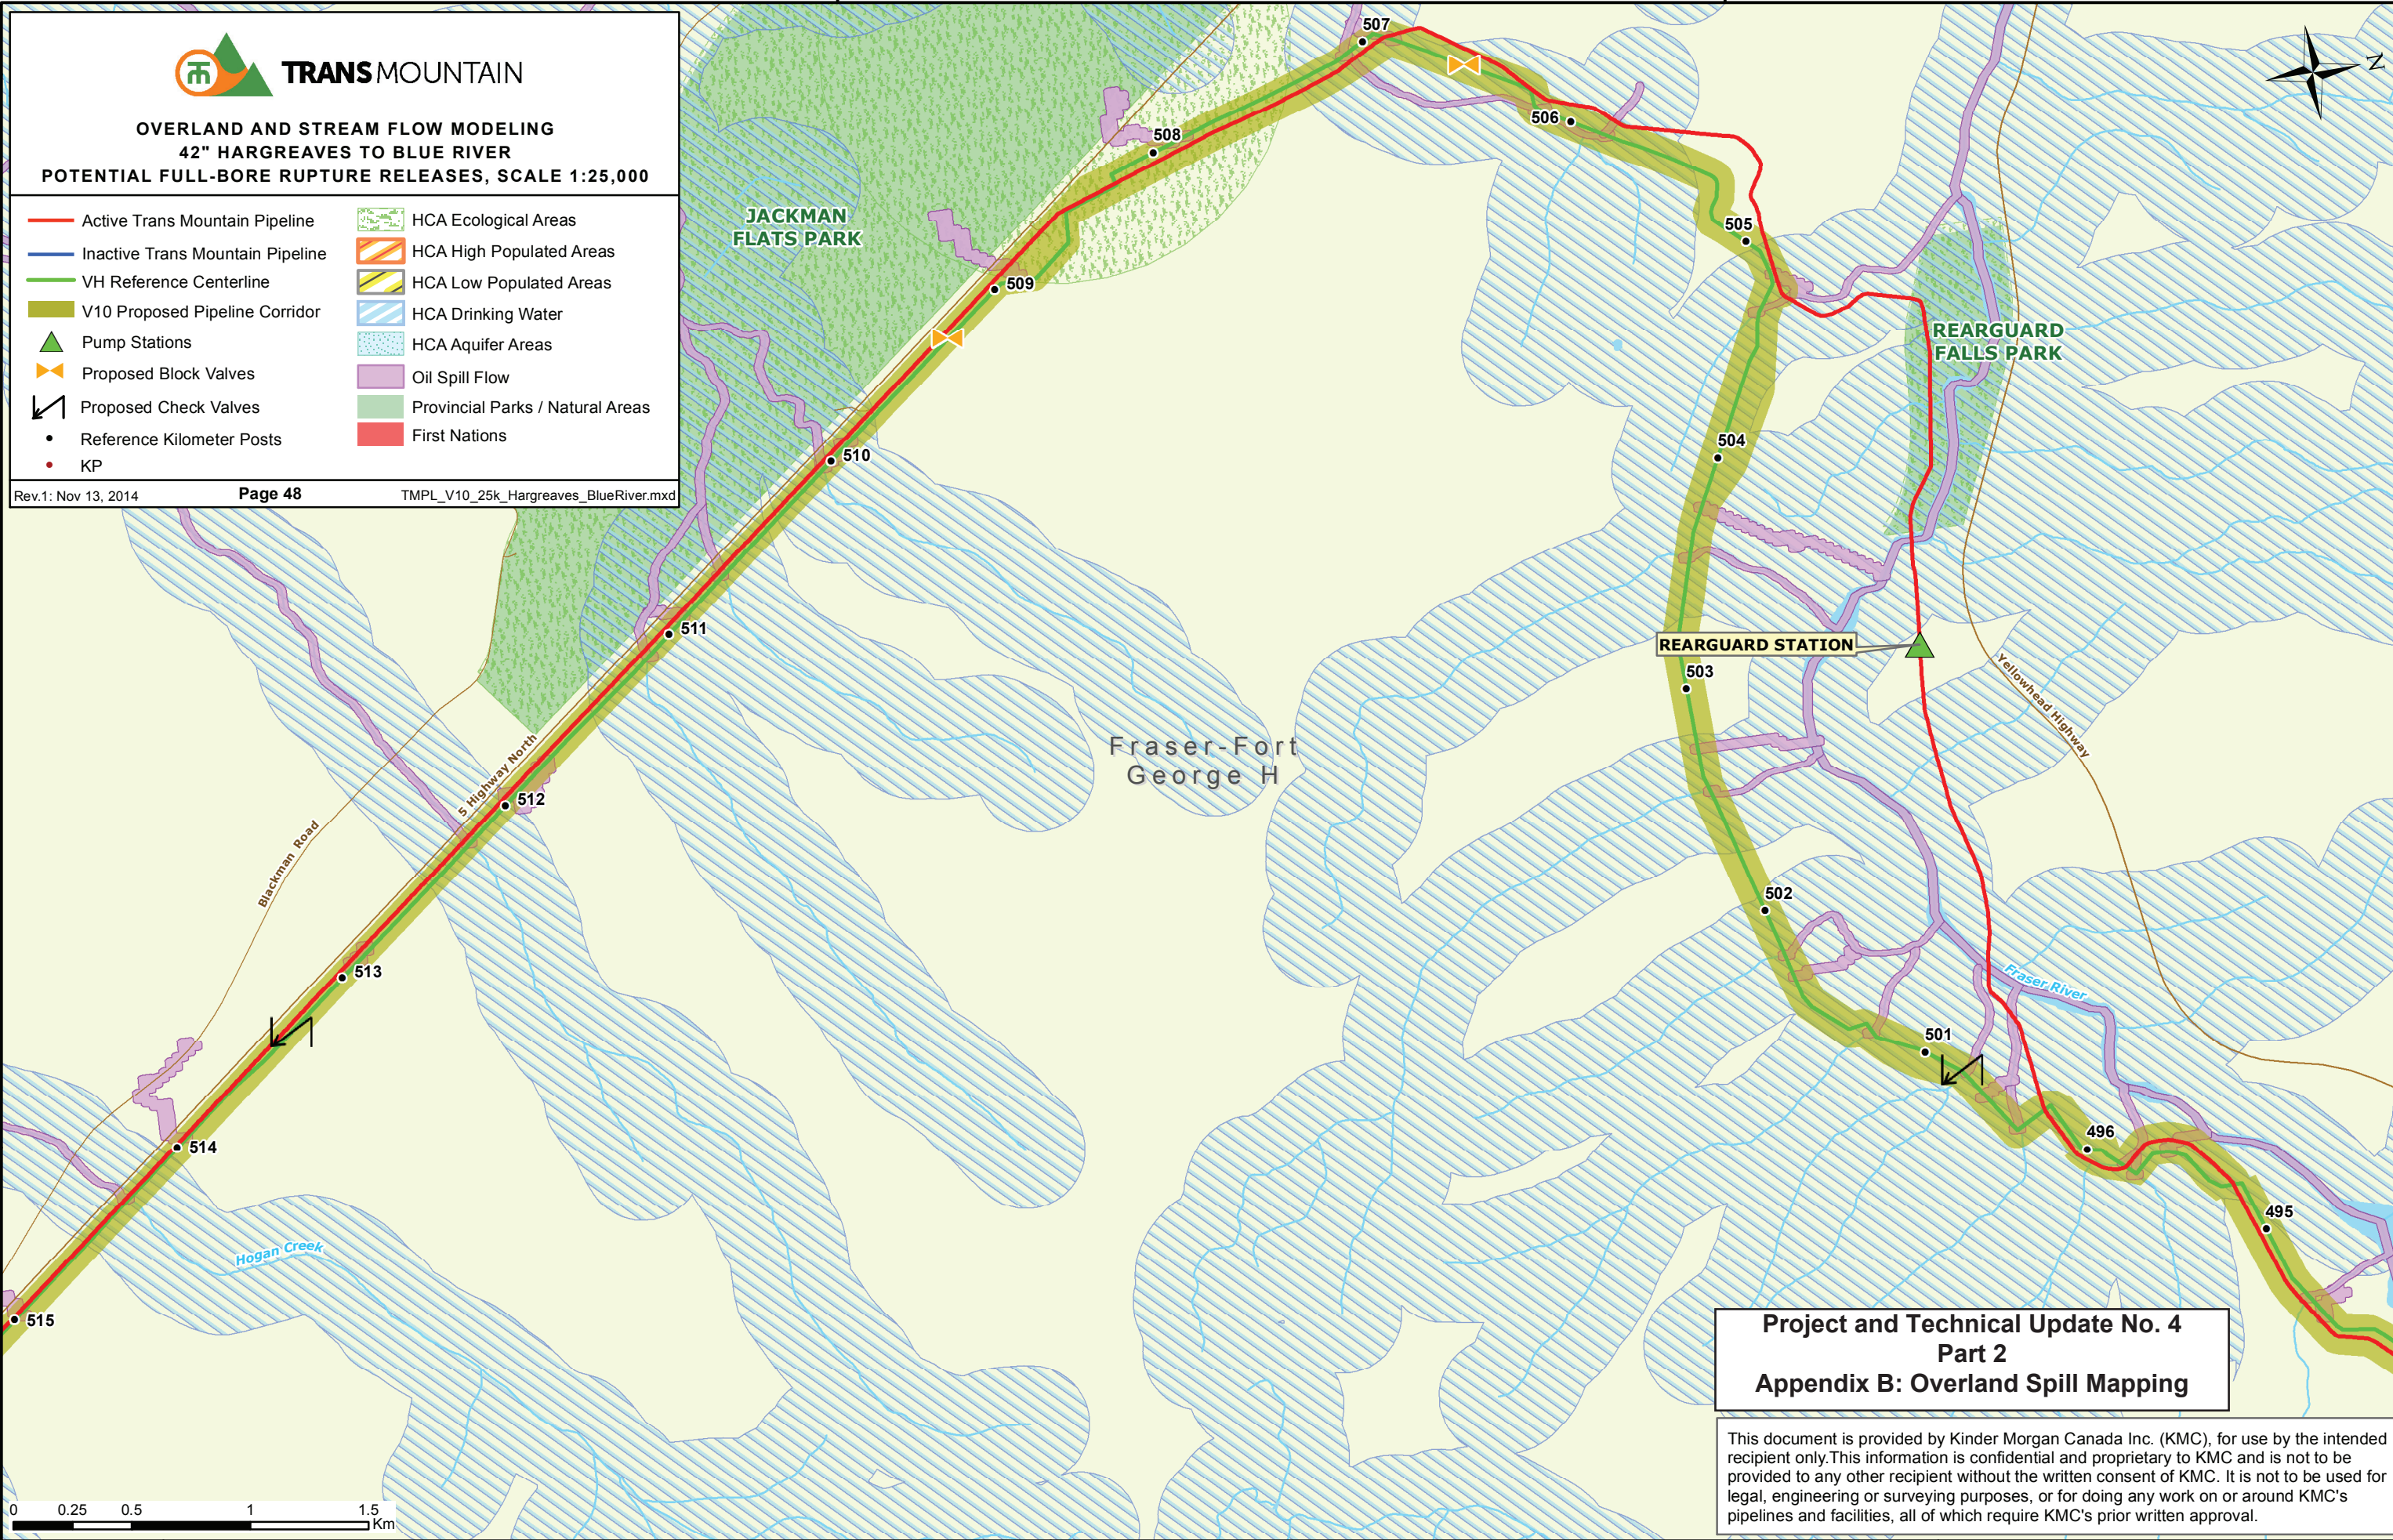 TRANSMOUNTAIN
OVERLAND AND STREAM FLOW MODELING
42" HARGREAVES TO BLUE RIVER
POTENTIAL FULL-BORE RUPTURE RELEASES, SCALE 1:25,000
Active Trans Mountain Pipeline
Inactive Trans Mountain Pipeline
VH Reference Centerline
V10 Proposed Pipeline Corridor
Pump Stations
Proposed Block Valves
Proposed Check Valves
Reference Kilometer Posts
KP
HCA Ecological Areas
HCA High Populated Areas
HCA Low Populated Areas
HCA Drinking Water
HCA Aquifer Areas
Oil Spill Flow
Provincial Parks / Natural Areas
First Nations
Rev.1: Nov 13, 2014
Page 48
TMPL_V10_25k_Hargreaves_BlueRiver.mxd
N
507
506
508
JACKMAN
FLATS PARK
505
509
REARGUARD
FALLS PARK
504
510
511
REARGUARD STATION
503
Yellowhead Highway
Fraser-Fort
George H
5 Highway North
512
Blackman Road
502
513
Fraser River
501
496
514
495
Hogan Creek
515
Project and Technical Update No. 4
Part 2
Appendix B: Overland Spill Mapping
This document is provided by Kinder Morgan Canada Inc. (KMC), for use by the intended
recipient only.This information is confidential and proprietary to KMC and is not to be
provided to any other recipient without the written consent of KMC. It is not to be used for
legal, engineering or surveying purposes, or for doing any work on or around KMC's
pipelines and facilities, all of which require KMC's prior written approval.
0 0.25 0.5 1 1.5
Km